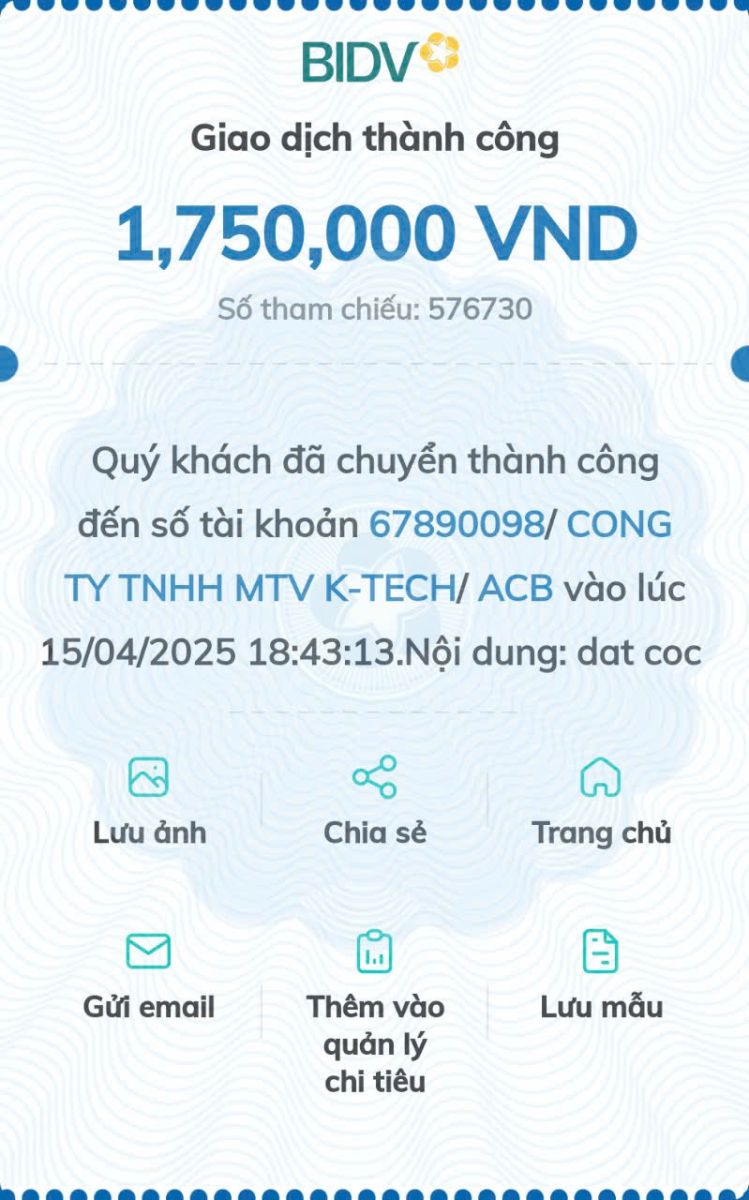 BIDV
Giao dịch thành công
1,750,000 VND
Số tham chiếu: 576730
Quý khách đã chuyển thành công
đến số tài khoản 67890098/ CONG
TY TNHH MTV K-TECH/ ACB vào lúc
15/04/2025 18:43:13.Nội dung: dat coc
Lưu ảnh
Chia sẻ
Trang chủ
Gửi email
Thêm vào
quản lý
chi tiêu
Lưu mẫu